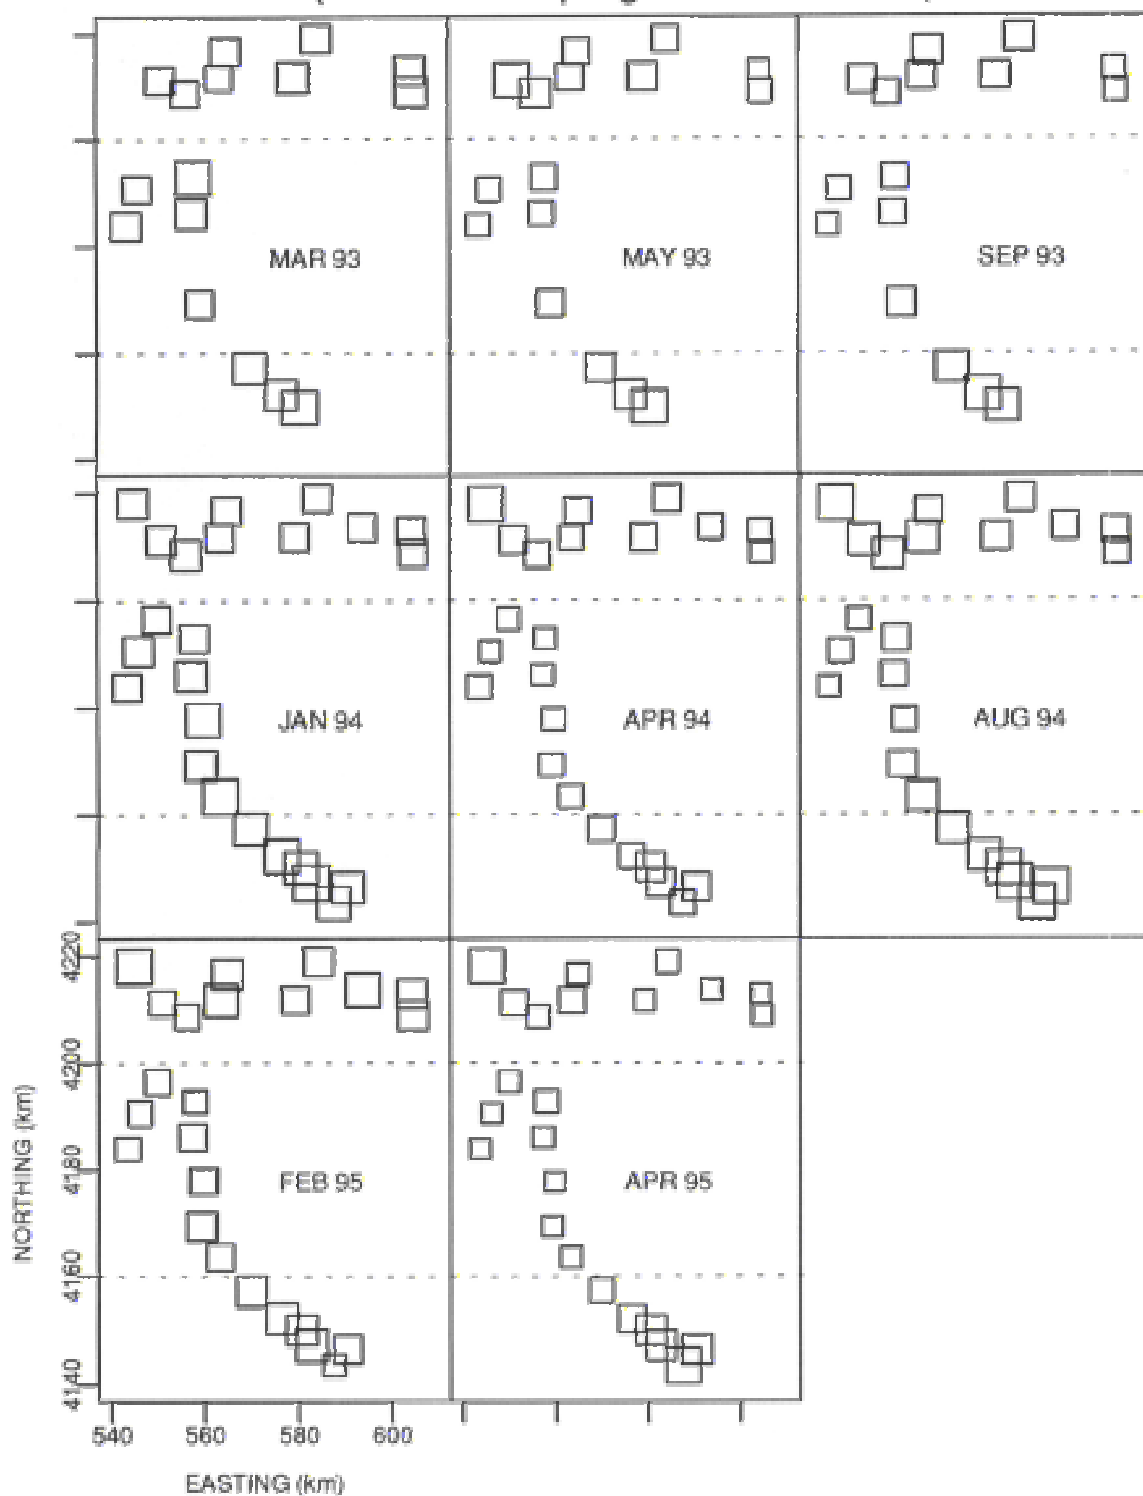 MAR 93
MAY 93
SEP 93
JAN 94
APR 94
AUG 94
FEB 95
APR 95
4220
4200
4180
4160
4140
NORTHING (km)
540 560 580 600
EASTING (km)